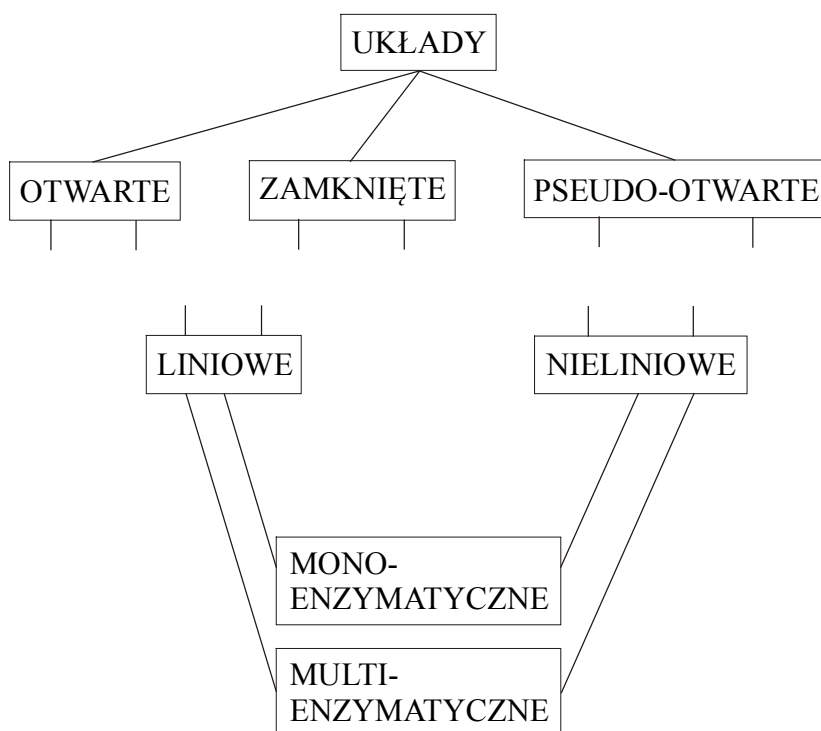 UKŁADY
OTWARTE
ZAMKNIĘTE
PSEUDO-OTWARTE
LINIOWE
NIELINIOWE
MONO-
ENZYMATYCZNE
MULTI-
ENZYMATYCZNE